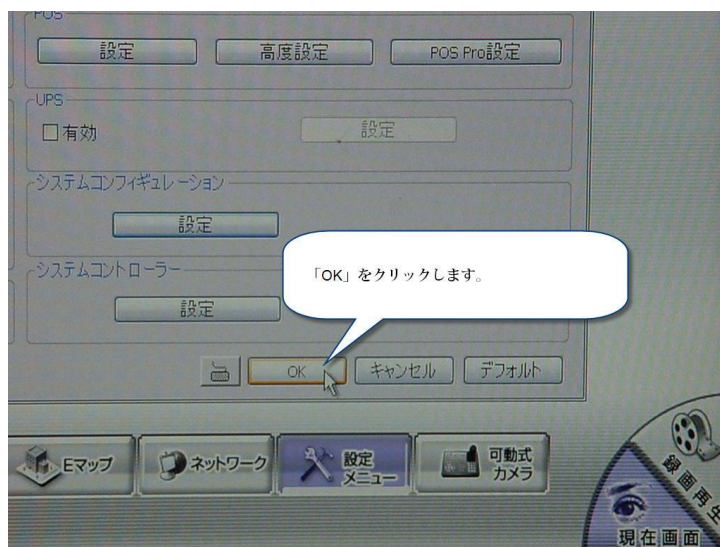 POS
設定
高度設定
POS Pro設定
UPS
有効
設定
システムコンフィギュレーション
設定
システムコントローラー
設定
「OK」をクリックします。
OK
キャンセル
デフォルト
Eマップ
ネットワーク
設定
メニュー
可動式
カメラ
録画再生
現在画面